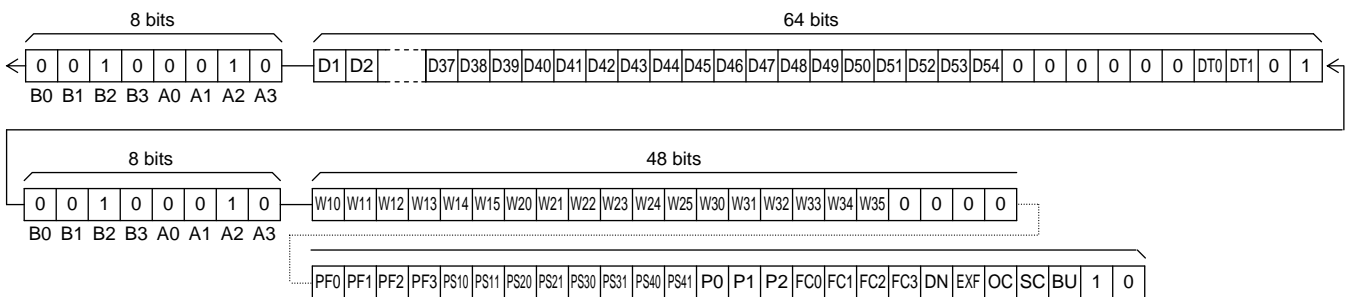 8 bits 64 bits
0 0 1 0 0 0 1 0 D1 D2 D37 D38 D39 D40 D41 D42 D43 D44 D45 D46 D47 D48 D49 D50 D51 D52 D53 D54 0 0 0 0 0 0 DT0 DT1 0 1
B0 B1 B2 B3 A0 A1 A2 A3
8 bits 48 bits
0 0 1 0 0 0 1 0 W10 W11 W12 W13 W14 W15 W20 W21 W22 W23 W24 W25 W30 W31 W32 W33 W34 W35 0 0 0 0
B0 B1 B2 B3 A0 A1 A2 A3
PF0 PF1 PF2 PF3 PS10 PS11 PS20 PS21 PS30 PS31 PS40 PS41 P0 P1 P2 FC0 FC1 FC2 FC3 DN EXF OC SC BU 1 0